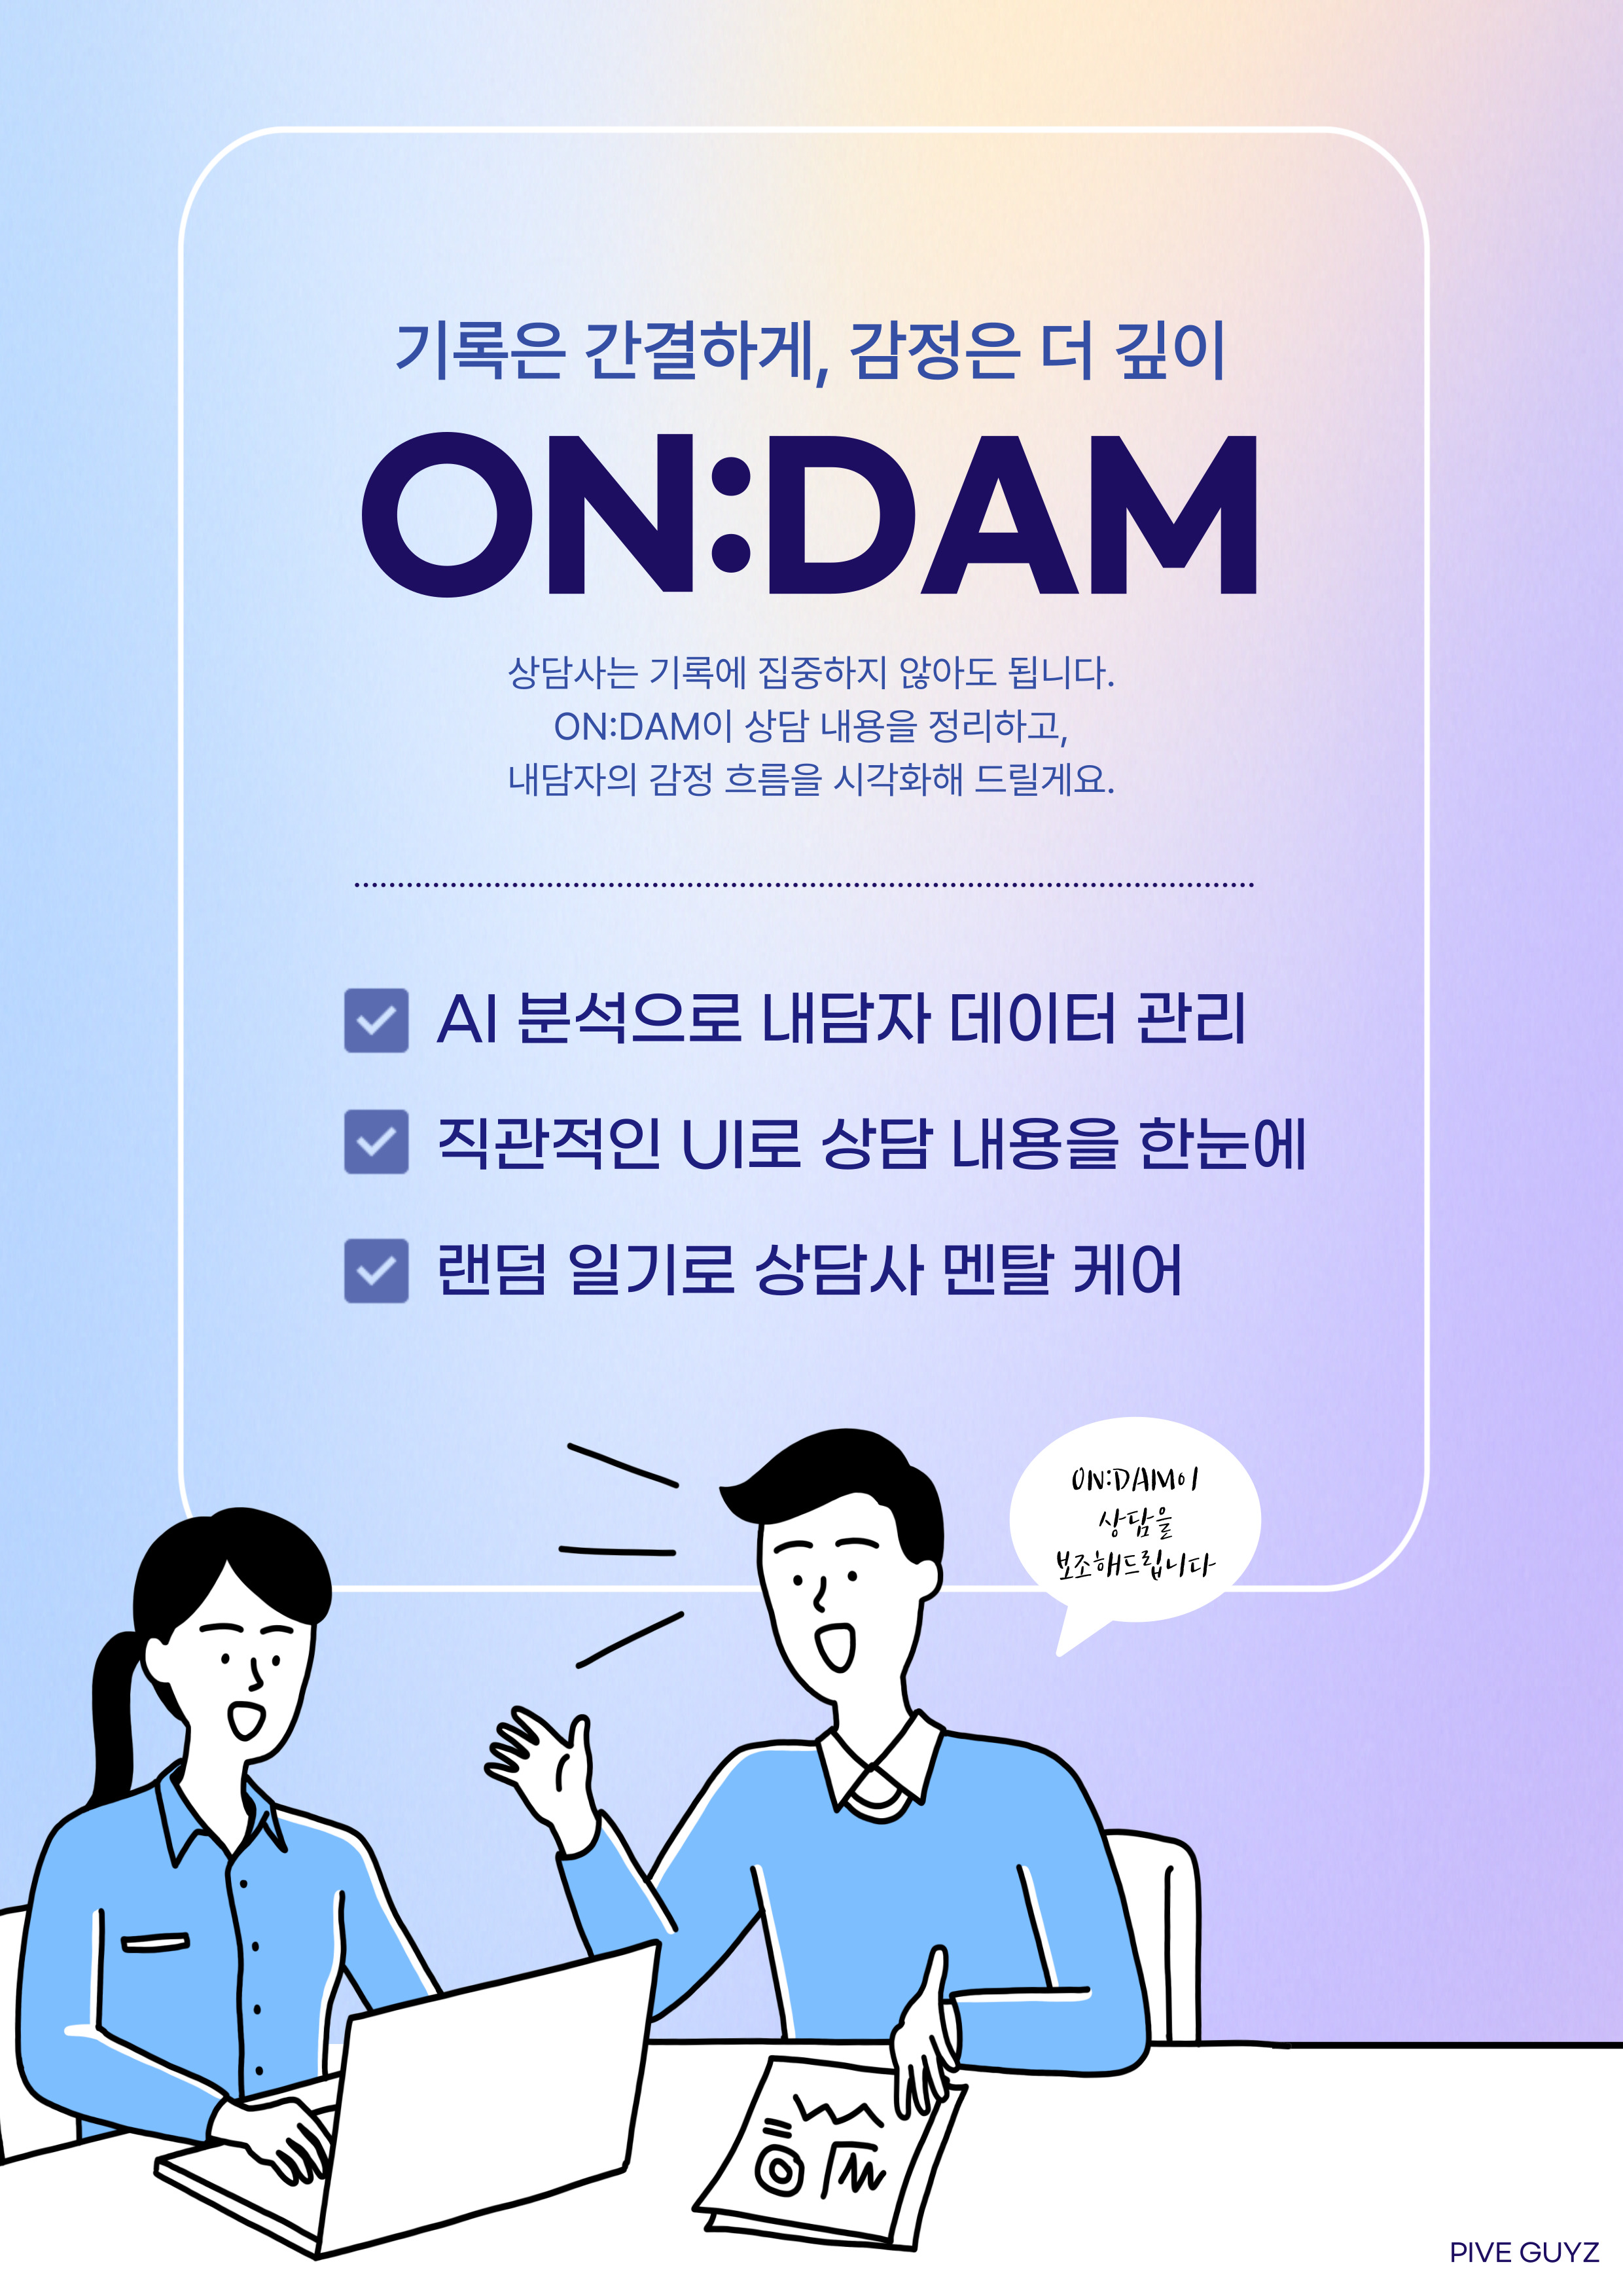 기록은 간결하게, 감정은 더 깊이
ON:DAM
상담사는 기록에 집중하지 않아도 됩니다.
ON:DAM이 상담 내용을 정리하고,
내담자의 감정 흐름을 시각화해 드릴게요.
AI 분석으로 내담자 데이터 관리
직관적인 UI로 상담 내용을 한눈에
랜덤 일기로 상담사 멘탈 케어
ON:DAM이
상담을
보조해드립니다
PIVE GUYZ